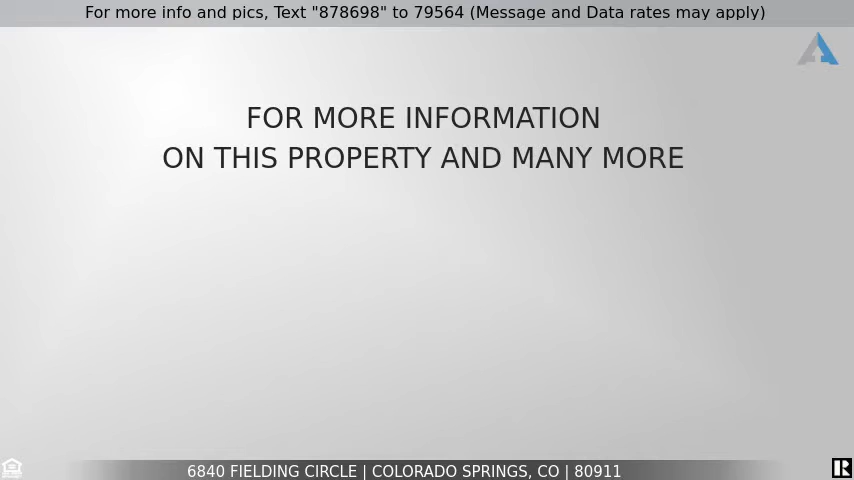 For more info and pics, Text "878698" to 79564 (Message and Data rates may apply)
FOR MORE INFORMATION
ON THIS PROPERTY AND MANY MORE
6840 FIELDING CIRCLE | COLORADO SPRINGS, CO | 80911